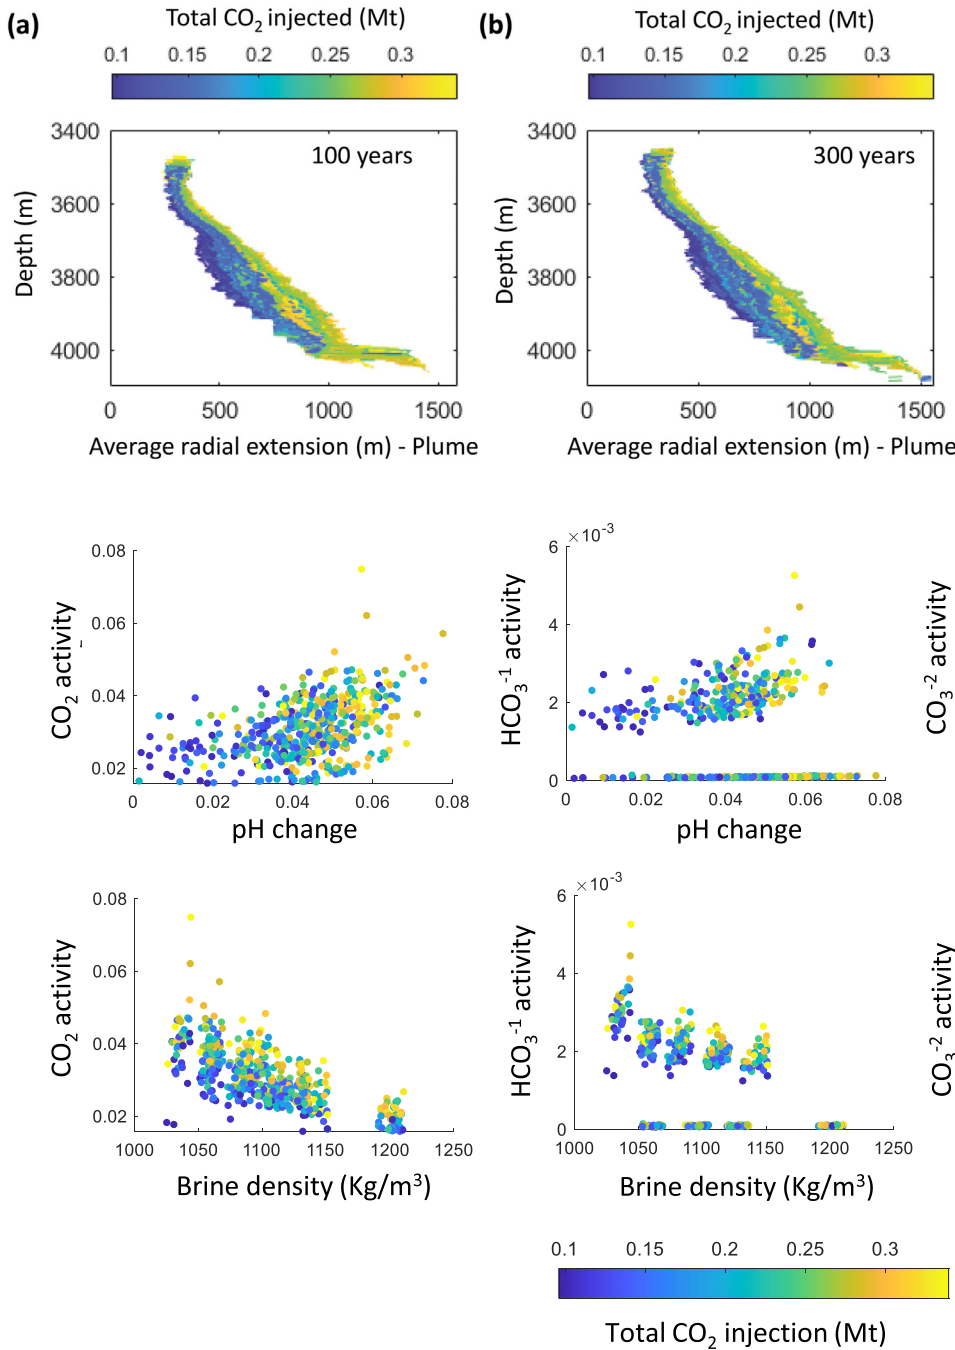 (a) Total CO2 injected (Mt) (b) Total CO2 injected (Mt)
0.1 0.15 0.2 0.25 0.3 0.1 0.15 0.2 0.25 0.3
3400 3400
100 years 300 years
3600 3600
Depth (m) Depth (m)
3800 3800
4000 4000
0 500 1000 1500 0 500 1000 1500
Average radial extension (m) - Plume Average radial extension (m) - Plume
CO2 activity
0.08
0.06
0.04
0.02
0 0.02 0.04 0.06 0.08
pH change
HCO3-1 activity
×10-3
6
4
2
0
0 0.02 0.04 0.06 0.08
pH change
CO3-2 activity
CO2 activity
0.08
0.06
0.04
0.02
1000 1050 1100 1150 1200 1250
Brine density (Kg/m3)
HCO3-1 activity
×10-3
6
4
2
0
1000 1050 1100 1150 1200 1250
Brine density (Kg/m3)
CO3-2 activity
0.1 0.15 0.2 0.25 0.3
Total CO2 injection (Mt)